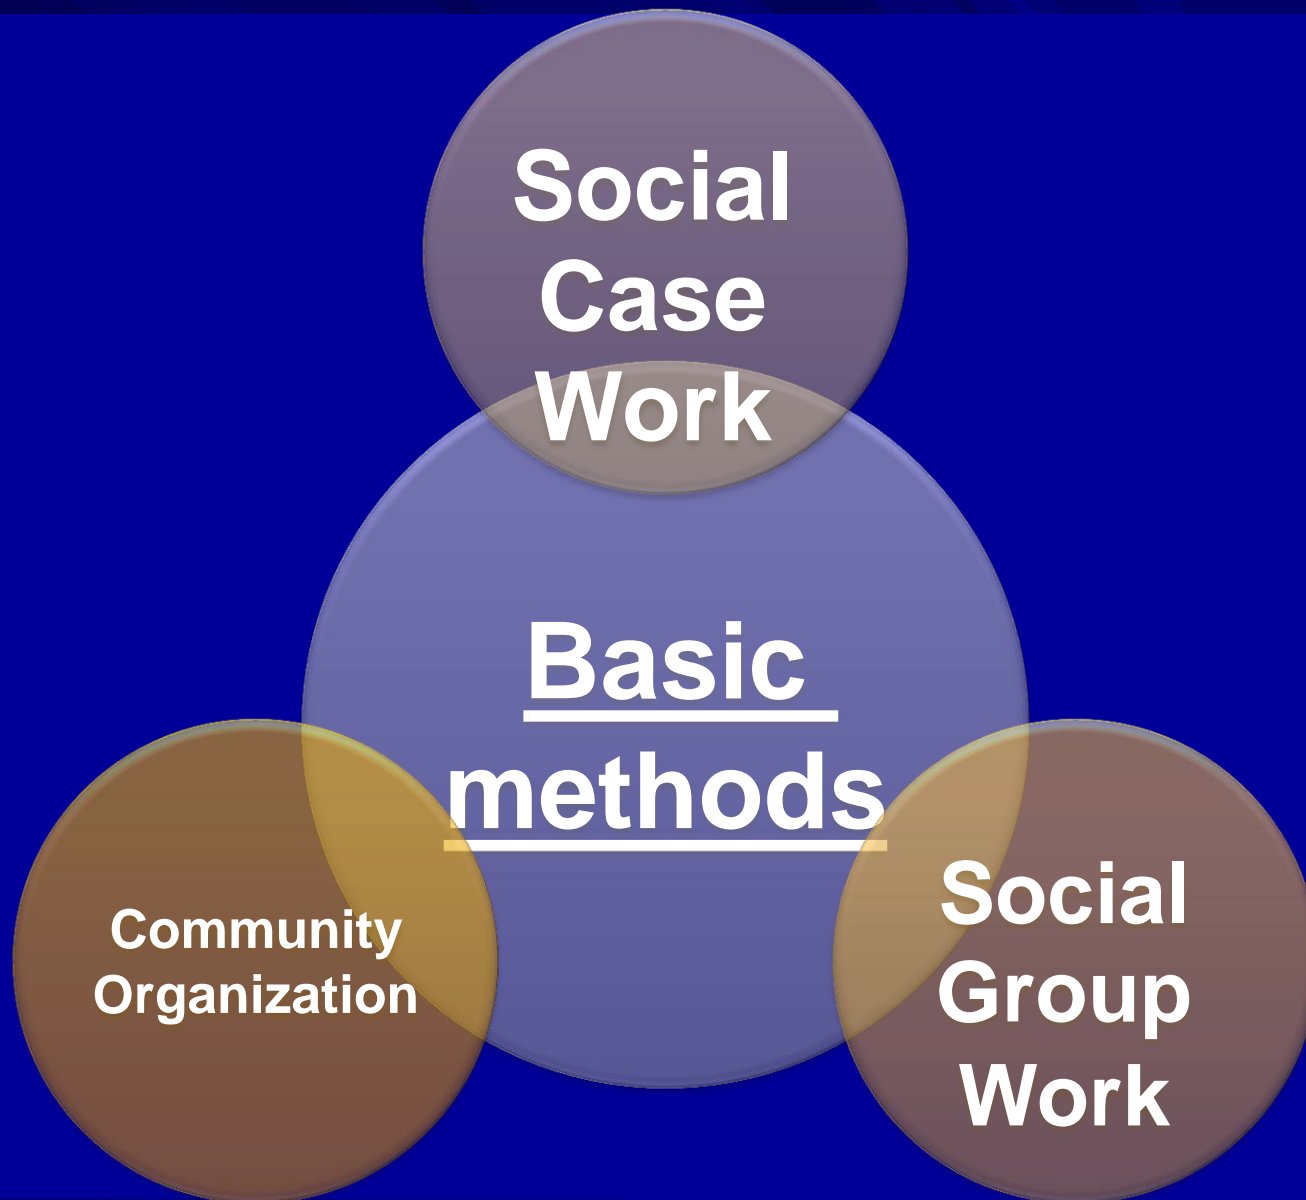 Social
Case
Work
Basic
methods
Community
Organization
Social
Group
Work